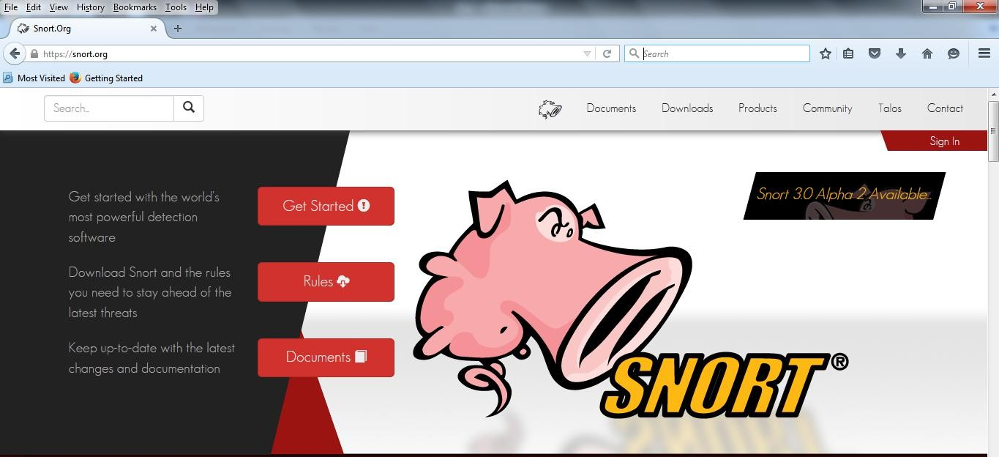 File Edit View History Bookmarks Tools Help
Snort.Org
https://snort.org
Search
Most Visited Getting Started
Search...
Documents Downloads Products Community Talos Contact
Sign In
Get started with the world's
most powerful detection
software
Get Started
Snort 3.0 Alpha 2 Available...
Download Snort and the rules
you need to stay ahead of the
latest threats
Rules
Keep up-to-date with the latest
changes and documentation
Documents
SNORT®